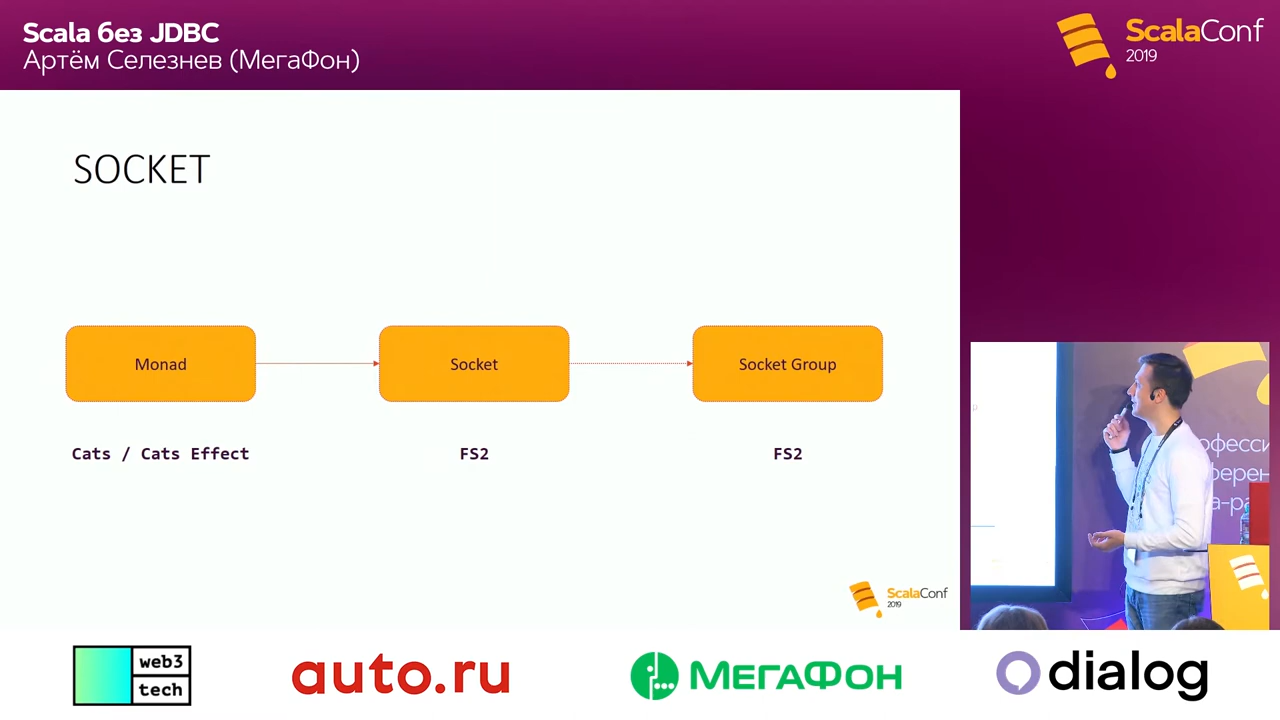 Scala без JDBC
Артём Селезнев (МегаФон)
ScalaConf
2019
SOCKET
Monad
Socket
Socket Group
Cats / Cats Effect
FS2
FS2
ScalaConf
2019
web3
tech
auto.ru
МЕГАФОН
dialog